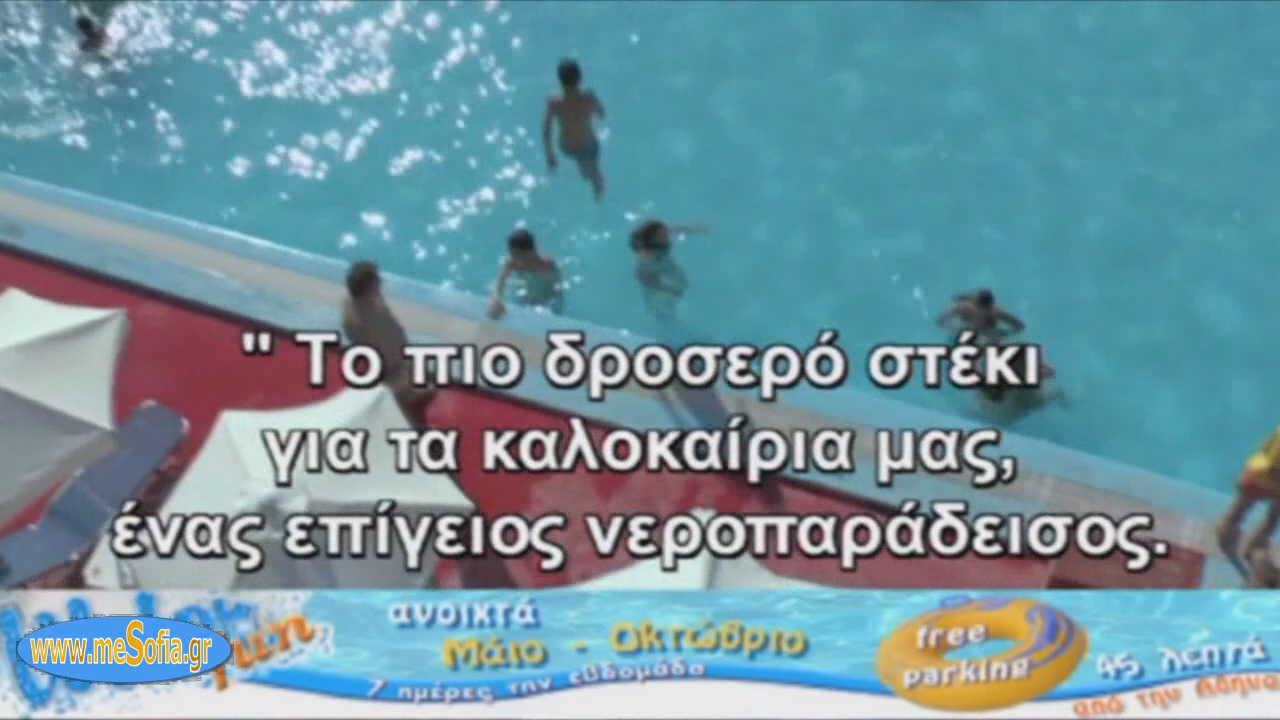 " Το πιο δροσερό στέκι
για τα καλοκαίρια μας,
ένας επίγειος νεροπαράδεισος.
www.meSofia.gr
ανοιχτά
Μάιο - Οκτώβριο
7 ημέρες την εβδομάδα
free
parking
45 λεπτά
από την Αθήνα